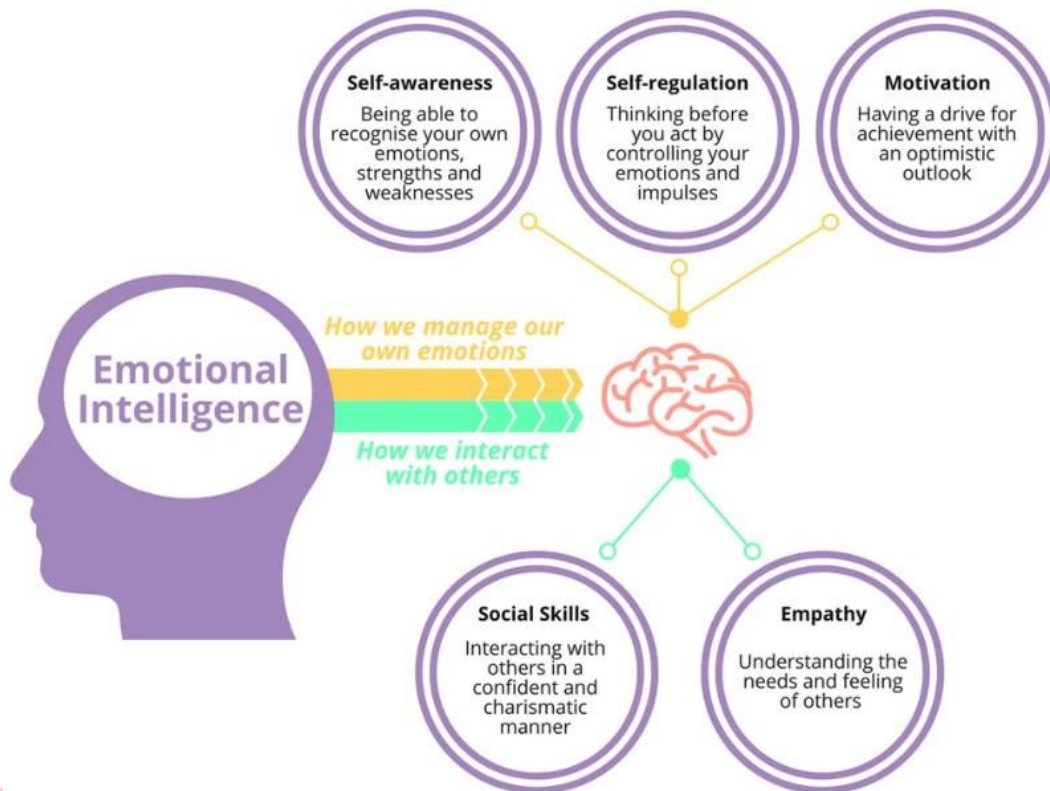 Self-awareness
Being able to
recognise your own
emotions,
strengths and
weaknesses
Self-regulation
Thinking before
you act by
controlling your
emotions and
impulses
Motivation
Having a drive for
achievement with
an optimistic
outlook
Emotional
Intelligence
How we manage our
own emotions
How we interact
with others
Social Skills
Interacting with
others in a
confident and
charismatic
manner
Empathy
Understanding the
needs and feeling
of others